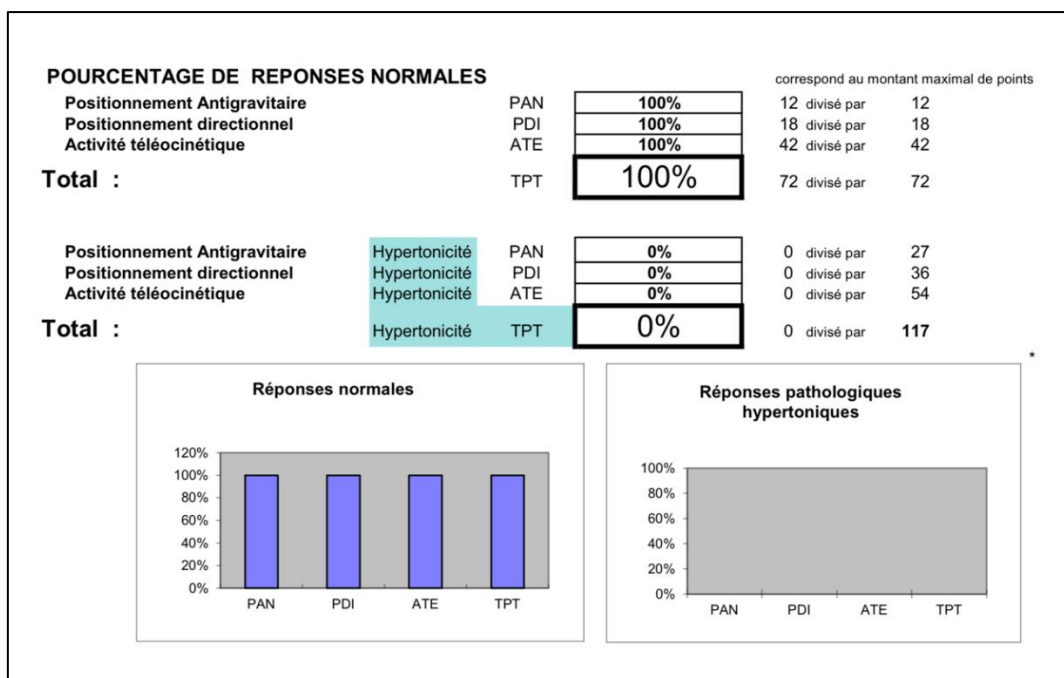 POURCENTAGE DE REPONSES NORMALES correspond au montant maximal de points
Positionnement Antigravitaire PAN 100% 12 divisé par 12
Positionnement directionnel PDI 100% 18 divisé par 18
Activité téléocinétique ATE 100% 42 divisé par 42
Total : TPT 100% 72 divisé par 72
Positionnement Antigravitaire Hypertonicité PAN 0% 0 divisé par 27
Positionnement directionnel Hypertonicité PDI 0% 0 divisé par 36
Activité téléocinétique Hypertonicité ATE 0% 0 divisé par 54
Total : Hypertonicité TPT 0% 0 divisé par 117
*
Réponses normales
120%
100%
80%
60%
40%
20%
0%
PAN PDI ATE TPT
Réponses pathologiques
hypertoniques
100%
80%
60%
40%
20%
0%
PAN PDI ATE TPT